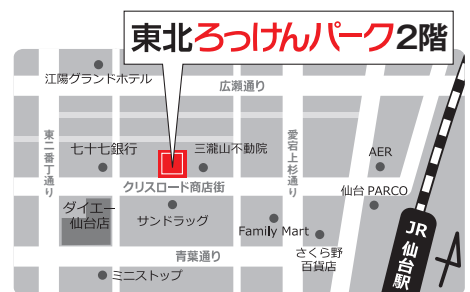 東北ろっけんパーク2階
江陽グランドホテル
広瀬通り
東二番丁通り
七十七銀行
三瀧山不動院
愛宕上杉通り
AER
クリスロード商店街
仙台 PARCO
ダイエー
仙台店
サンドラッグ
Family Mart
さくら野
百貨店
JR仙台駅
青葉通り
ミニストップ